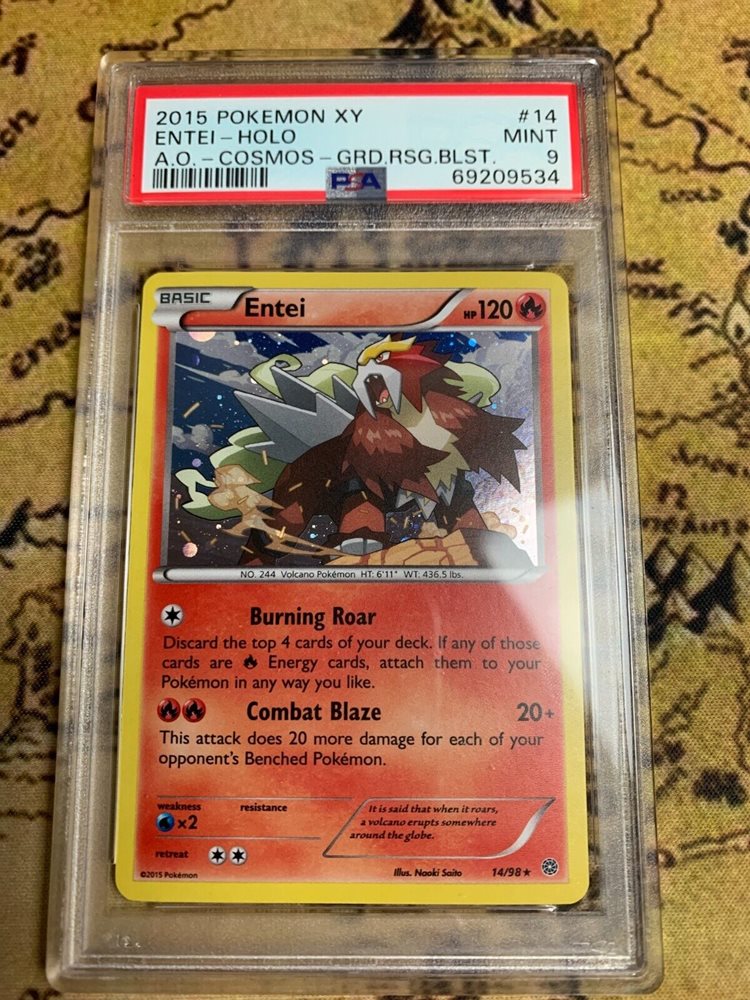 2015 POKEMON XY #14
ENTEI - HOLO MINT
A.O. - COSMOS - GRD.RSG.BLST. 9
PSA 69209534
BASIC Entei HP 120
NO. 244 Volcano Pokémon HT: 6'11" WT: 436.5 lbs.
Burning Roar
Discard the top 4 cards of your deck. If any of those
cards are Energy cards, attach them to your
Pokémon in any way you like.
Combat Blaze 20+
This attack does 20 more damage for each of your
opponent's Benched Pokémon.
weakness resistance
×2
It is said that when it roars,
a volcano erupts somewhere
around the globe.
retreat
©2015 Pokémon
Illus. Naoki Saito 14/98